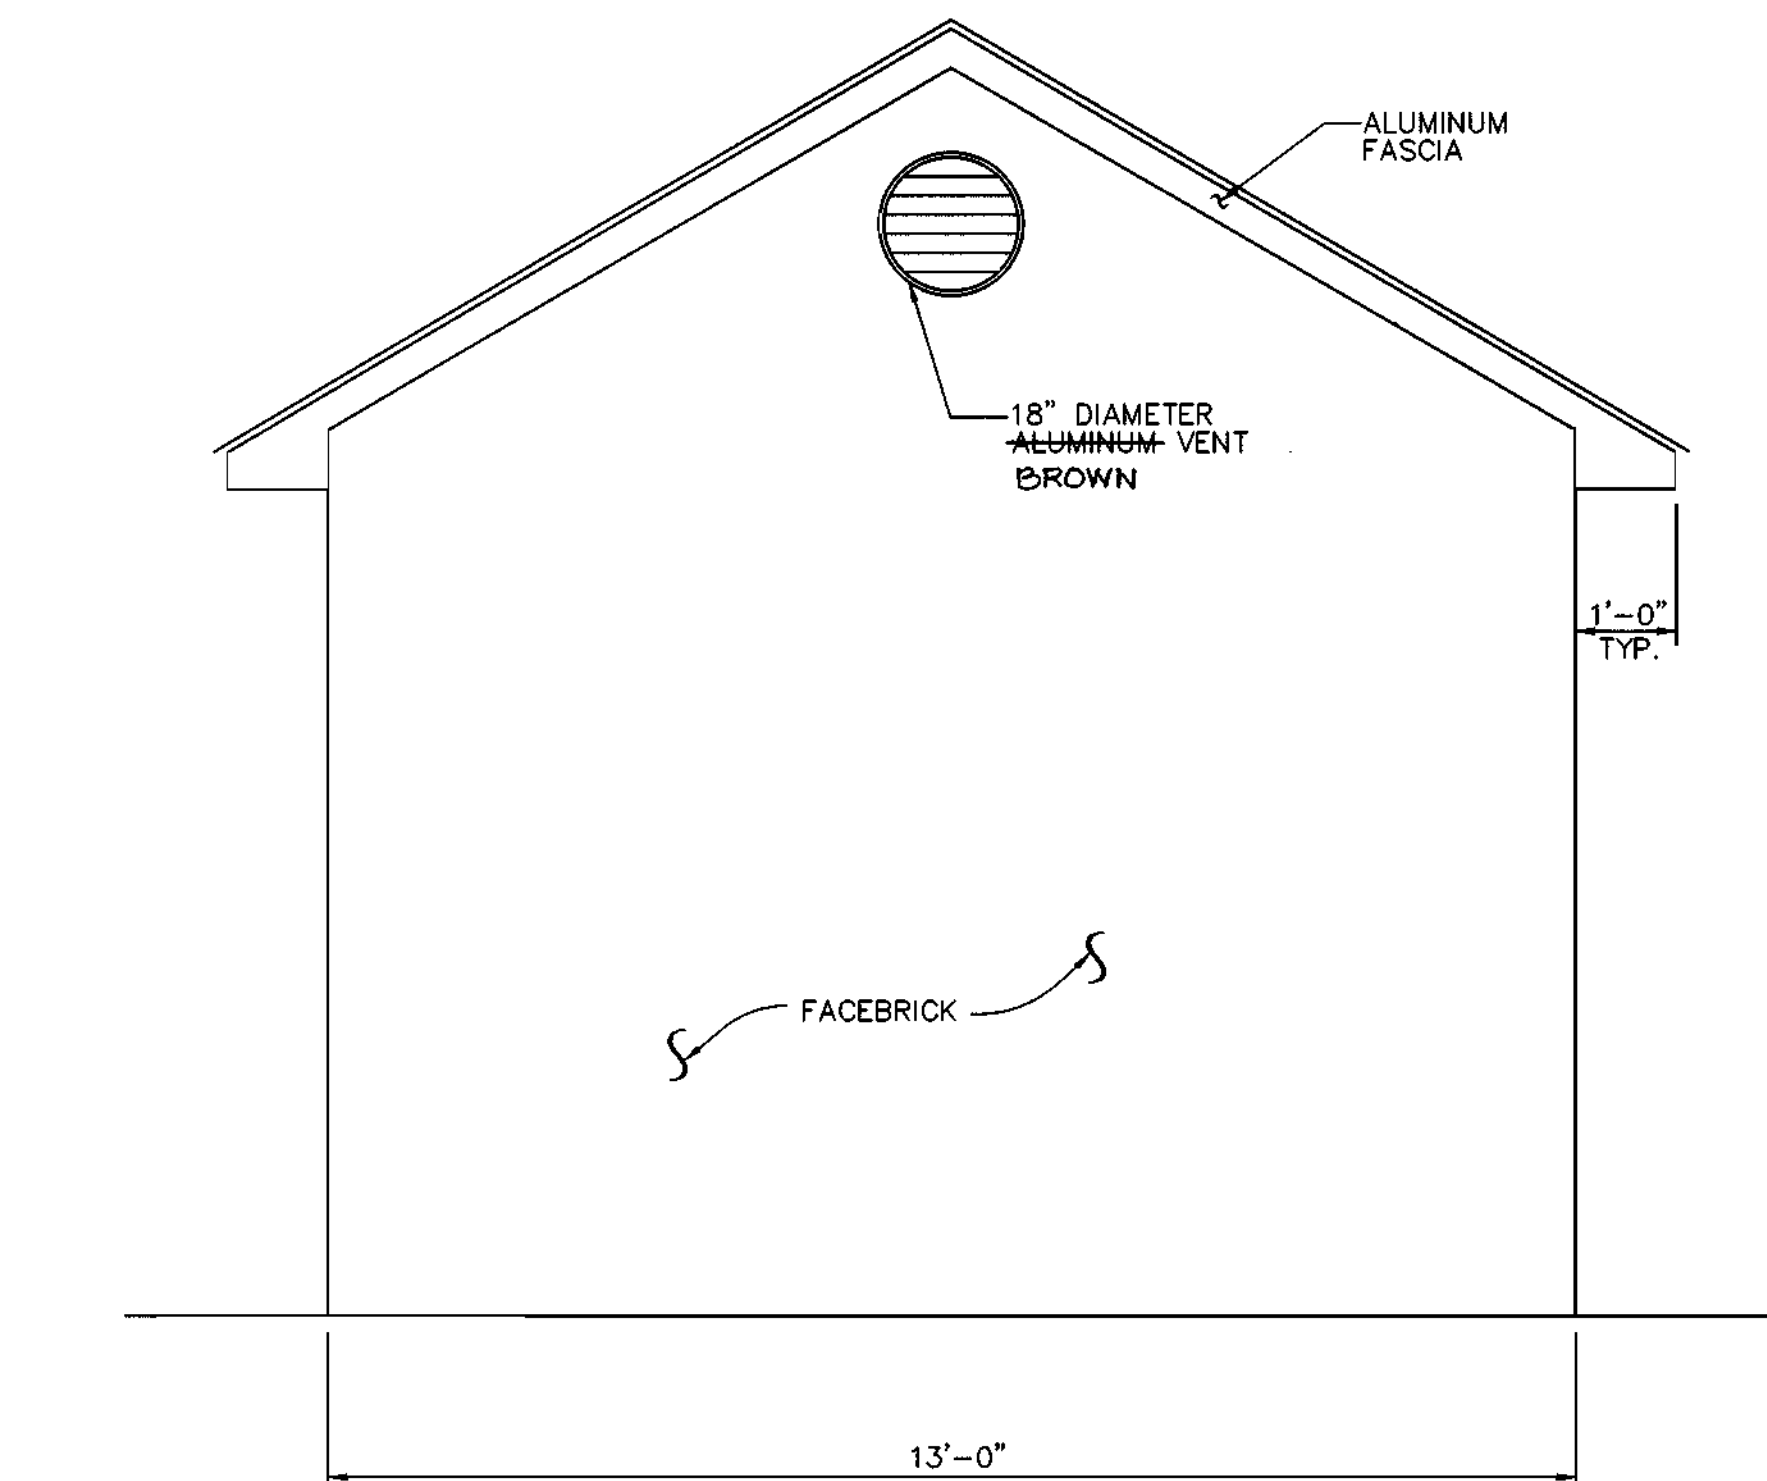 ALUMINUM
FASCIA
18" DIAMETER
ALUMINUM VENT
BROWN
1'-0"
TYP.
FACEBRICK
13'-0"